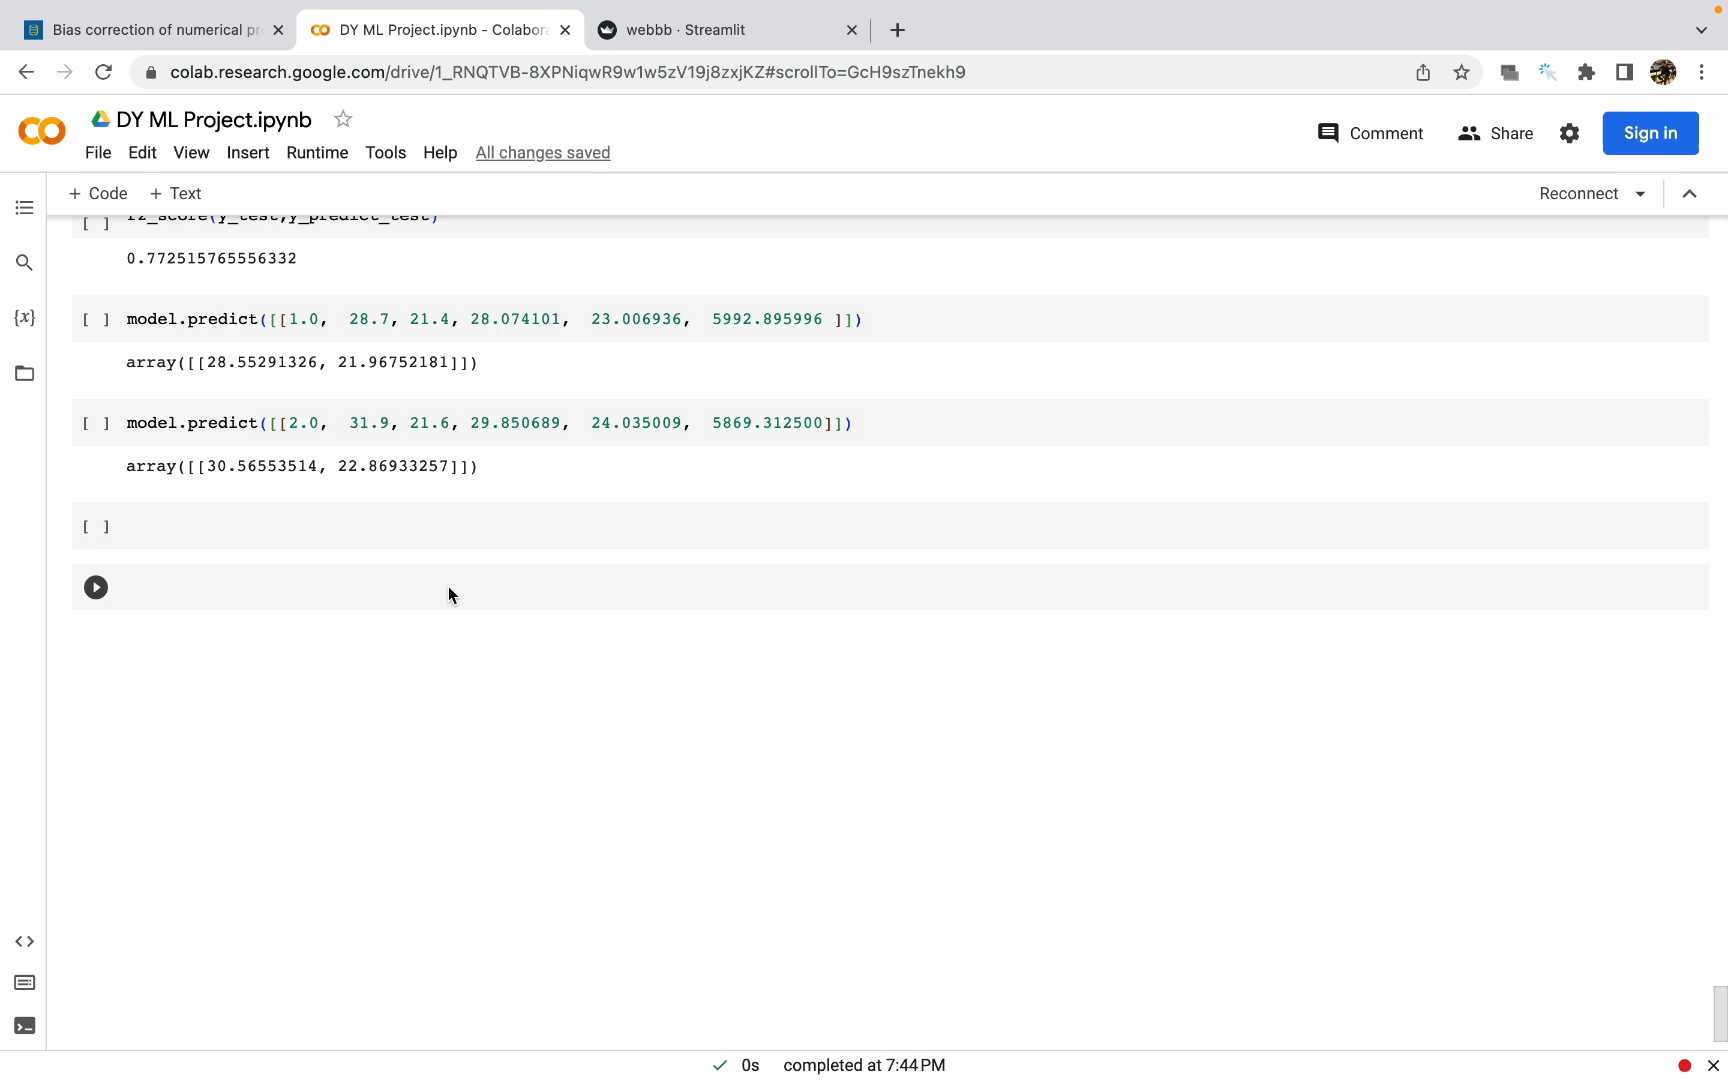 Bias correction of numerical pr
DY ML Project.ipynb - Colabora
webbb · Streamlit
colab.research.google.com/drive/1_RNQTVB-8XPNiqwR9w1w5zV19j8zxjKZ#scrollTo=GcH9szTnekh9
DY ML Project.ipynb
Comment
Share
Sign in
File Edit View Insert Runtime Tools Help All changes saved
+ Code + Text
Reconnect
[ ] r2_score(y_test,y_predict_test)
0.772515765556332
{x}
[ ] model.predict([[1.0, 28.7, 21.4, 28.074101, 23.006936, 5992.895996 ]])
array([[28.55291326, 21.96752181]])
[ ] model.predict([[2.0, 31.9, 21.6, 29.850689, 24.035009, 5869.312500]])
array([[30.56553514, 22.86933257]])
[ ]
0s completed at 7:44 PM